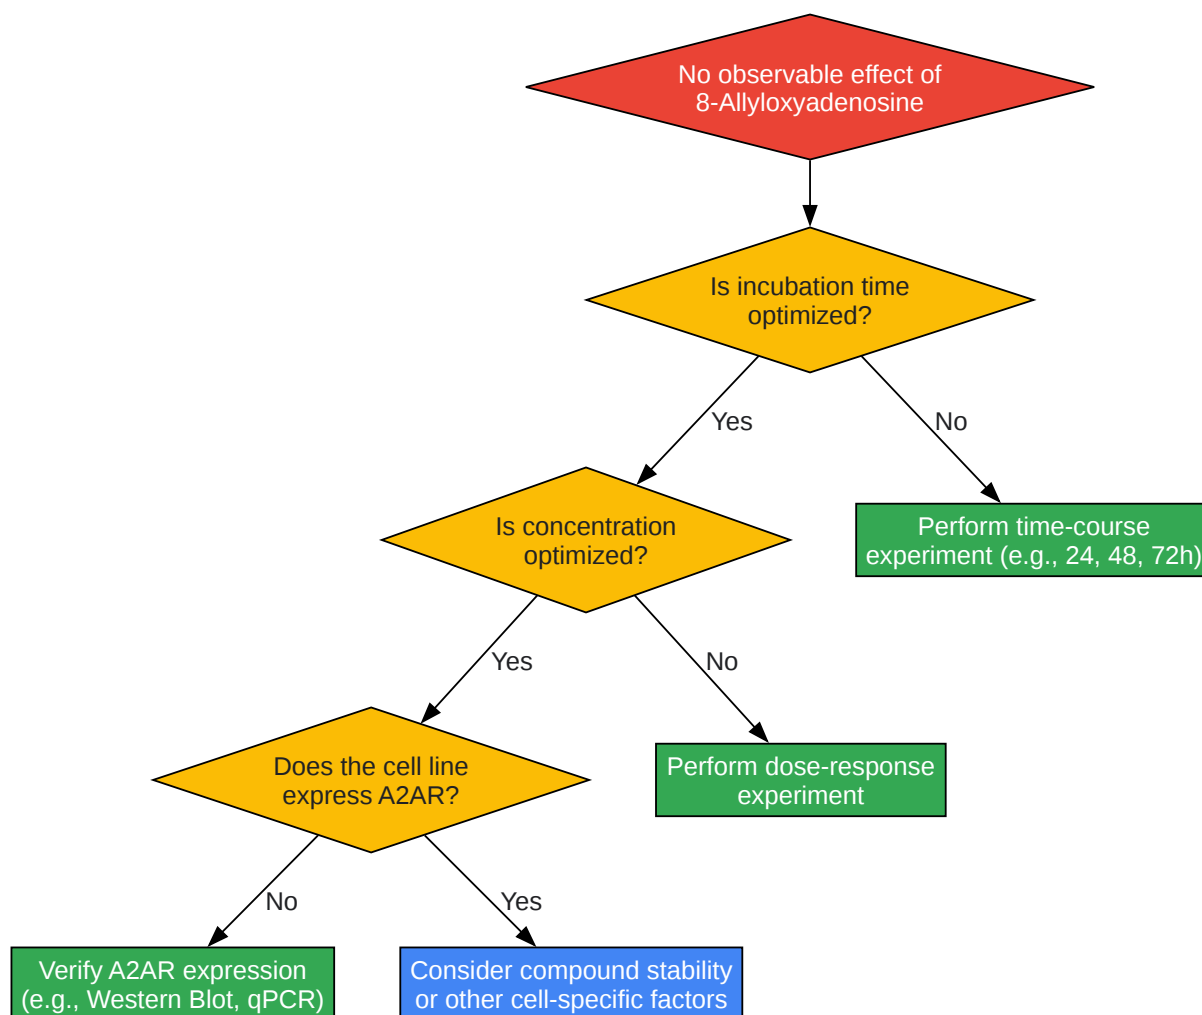 No observable effect of
8-Allyloxyadenosine
Is incubation time
optimized?
Yes
No
Is concentration
optimized?
Perform time-course
experiment (e.g., 24, 48, 72h)
Yes
No
Does the cell line
express A2AR?
Perform dose-response
experiment
No
Yes
Verify A2AR expression
(e.g., Western Blot, qPCR)
Consider compound stability
or other cell-specific factors